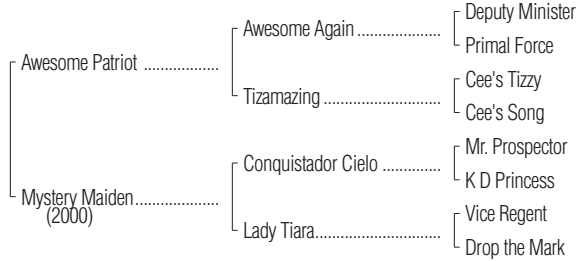 Deputy Minister
Awesome Again ..................
Primal Force
Awesome Patriot ..................
Cee's Tizzy
Tizamazing ............................
Cee's Song
Mr. Prospector
Conquistador Cielo ..............
K D Princess
Mystery Maiden....................
(2000)
Vice Regent
Lady Tiara..............................
Drop the Mark